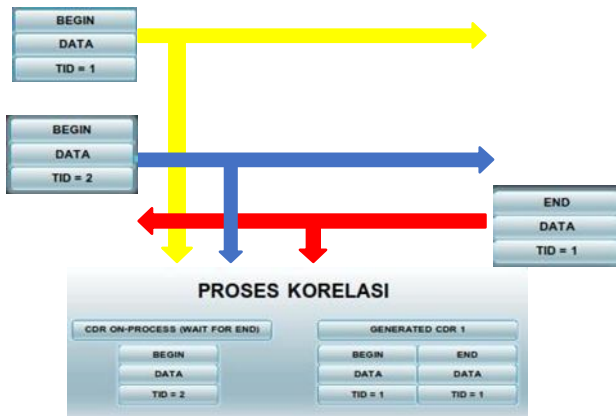 BEGIN
DATA
TID = 1
BEGIN
DATA
TID = 2
END
DATA
TID = 1
PROSES KORELASI
CDR ON-PROCESS (WAIT FOR END)
BEGIN
DATA
TID = 2
GENERATED CDR 1
BEGIN END
DATA DATA
TID = 1 TID = 1